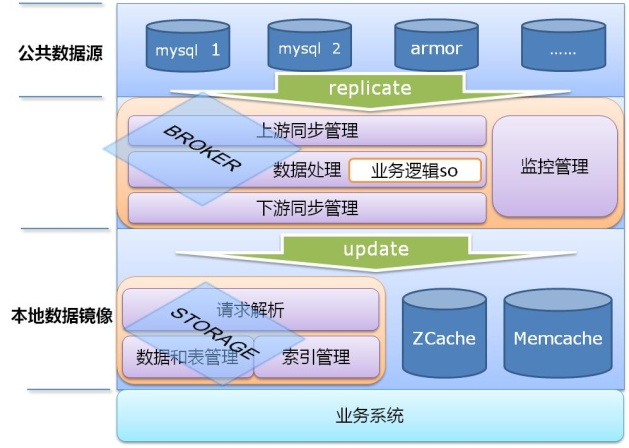 公共数据源
mysql 1
mysql 2
armor
......
replicate
BROKER
上游同步管理
数据处理
业务逻辑so
下游同步管理
监控管理
update
本地数据镜像
STORAGE
请求解析
数据和表管理
索引管理
ZCache
Memcache
业务系统